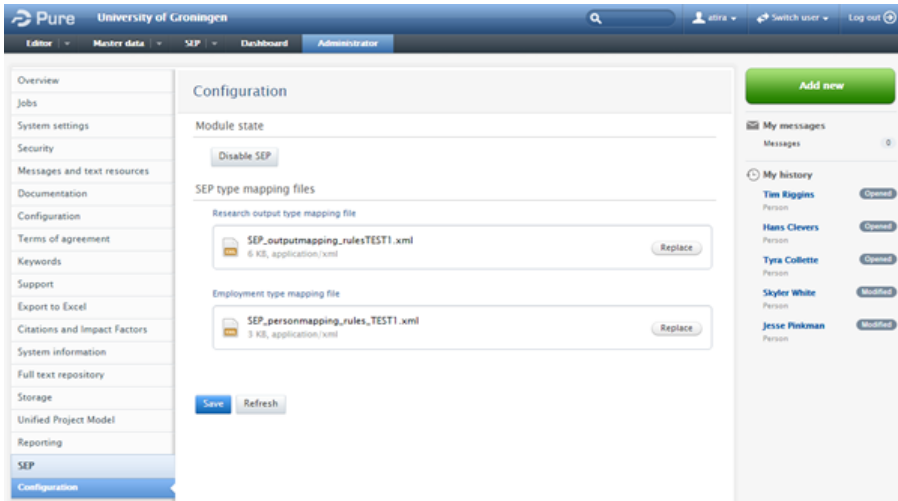 Pure University of Groningen atira Switch user Log out
Editor Master data SEP Dashboard Administrator
Overview
Jobs
System settings
Security
Messages and text resources
Documentation
Configuration
Terms of agreement
Keywords
Support
Export to Excel
Citations and Impact Factors
System information
Full text repository
Storage
Unified Project Model
Reporting
SEP
Configuration
Configuration
Module state
Disable SEP
SEP type mapping files
Research output type mapping file
SEP_outputmapping_rulesTEST1.xml
6 KB, application/xml
Replace
Employment type mapping file
SEP_personmapping_rules_TEST1.xml
3 KB, application/xml
Replace
Save Refresh
Add new
My messages
Messages 0
My history
Tim Riggins Opened
Person
Hans Clevers Opened
Person
Tyra Collette Opened
Person
Skyler White Modified
Person
Jesse Pinkman Modified
Person